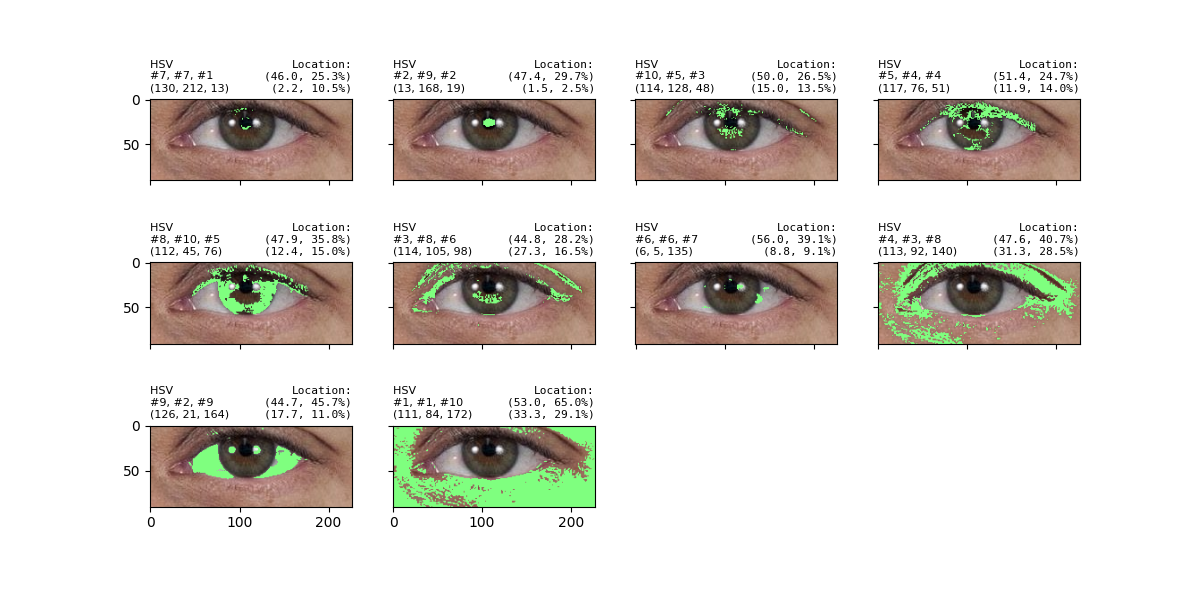 HSV Location:
#7, #7, #1 (46.0, 25.3%)
(130, 212, 13) (2.2, 10.5%)
HSV Location:
#2, #9, #2 (47.4, 29.7%)
(13, 168, 19) (1.5, 2.5%)
HSV Location:
#10, #5, #3 (50.0, 26.5%)
(114, 128, 48) (15.0, 13.5%)
HSV Location:
#5, #4, #4 (51.4, 24.7%)
(117, 76, 51) (11.9, 14.0%)
0
50
HSV Location:
#8, #10, #5 (47.9, 35.8%)
(112, 45, 76) (12.4, 15.0%)
HSV Location:
#3, #8, #6 (44.8, 28.2%)
(114, 105, 98) (27.3, 16.5%)
HSV Location:
#6, #6, #7 (56.0, 39.1%)
(6, 5, 135) (8.8, 9.1%)
HSV Location:
#4, #3, #8 (47.6, 40.7%)
(113, 92, 140) (31.3, 28.5%)
0
50
HSV Location:
#9, #2, #9 (44.7, 45.7%)
(126, 21, 164) (17.7, 11.0%)
HSV Location:
#1, #1, #10 (53.0, 65.0%)
(111, 84, 172) (33.3, 29.1%)
0
50
0 100 200
0 100 200